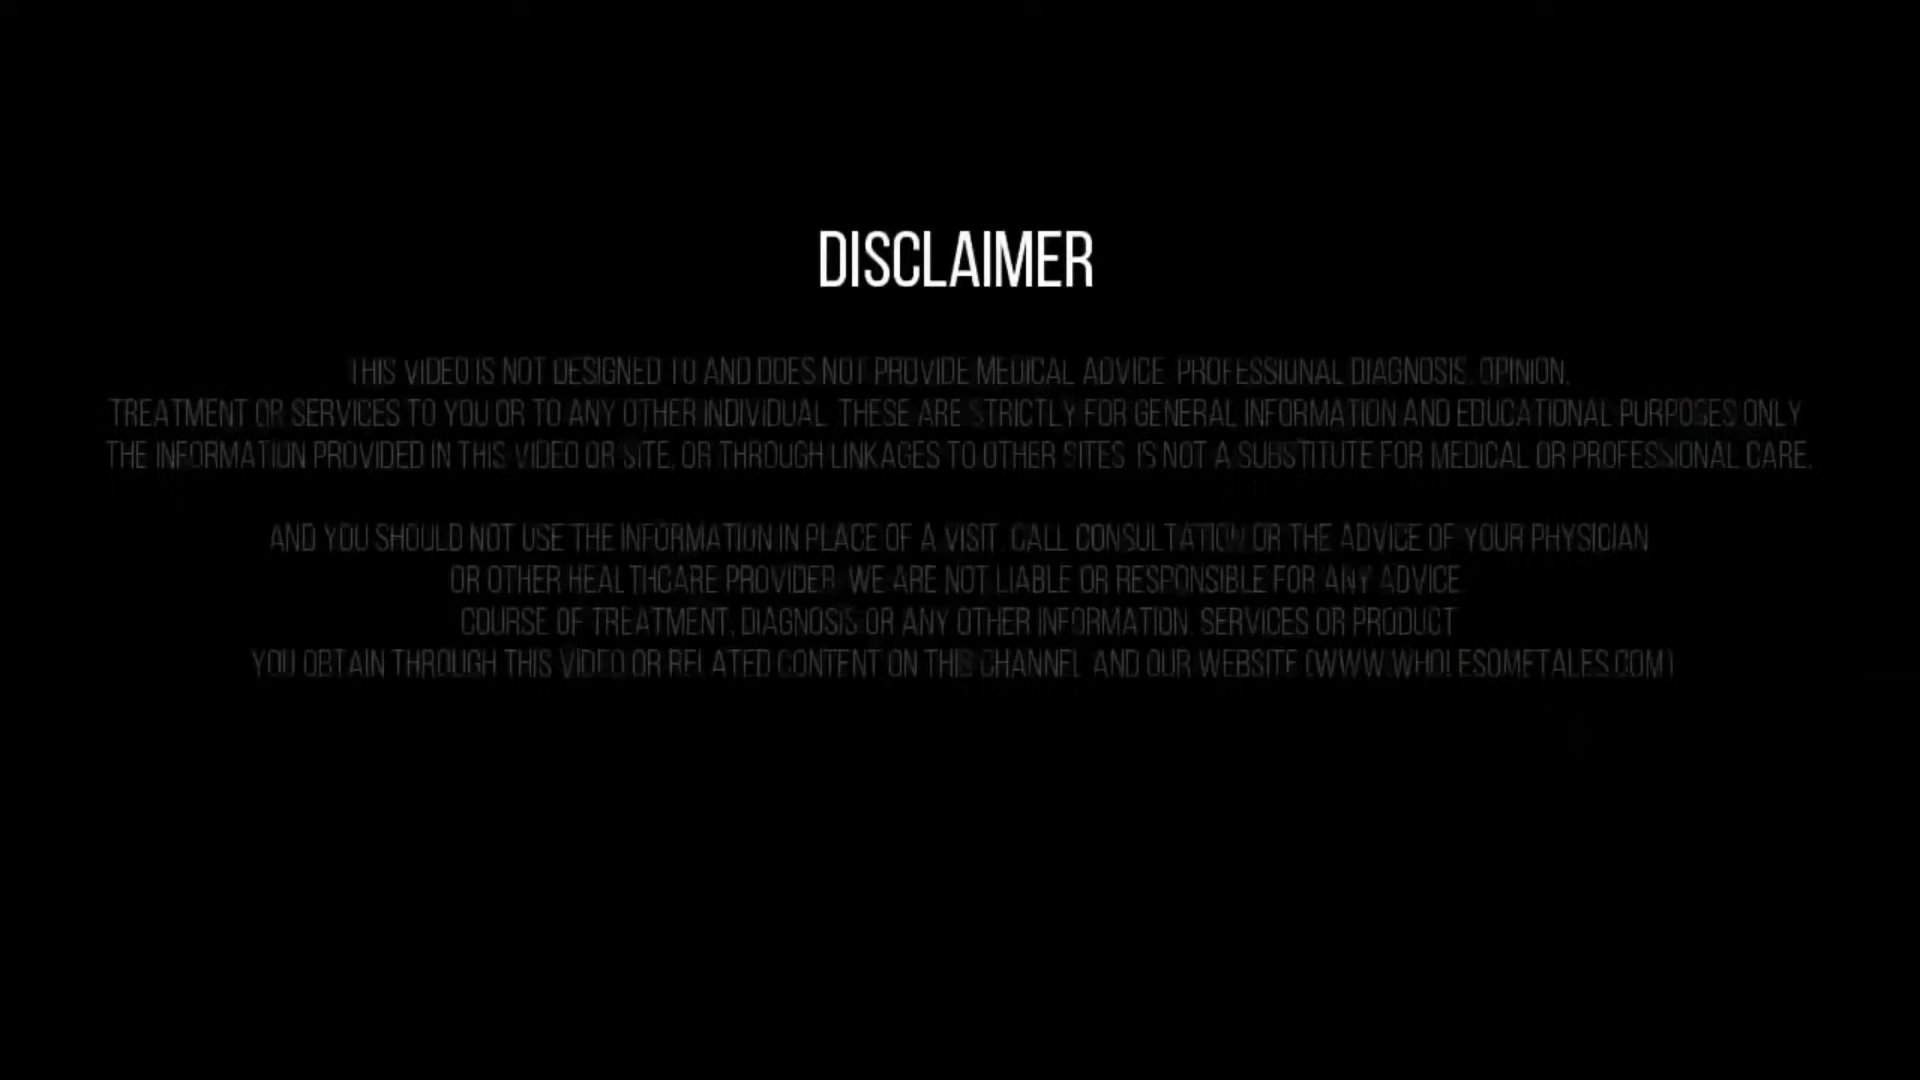 DISCLAIMER
THIS VIDEO IS NOT DESIGNED TO AND DOES NOT PROVIDE MEDICAL ADVICE, PROFESSIONAL DIAGNOSIS, OPINION,
TREATMENT OR SERVICES TO YOU OR TO ANY OTHER INDIVIDUAL. THESE ARE STRICTLY FOR GENERAL INFORMATION AND EDUCATIONAL PURPOSES ONLY
THE INFORMATION PROVIDED IN THIS VIDEO OR SITE, OR THROUGH LINKAGES TO OTHER SITES, IS NOT A SUBSTITUTE FOR MEDICAL OR PROFESSIONAL CARE,
AND YOU SHOULD NOT USE THE INFORMATION IN PLACE OF A VISIT, CALL CONSULTATION OR THE ADVICE OF YOUR PHYSICIAN
OR OTHER HEALTHCARE PROVIDER. WE ARE NOT LIABLE OR RESPONSIBLE FOR ANY ADVICE,
COURSE OF TREATMENT, DIAGNOSIS OR ANY OTHER INFORMATION, SERVICES OR PRODUCT
YOU OBTAIN THROUGH THIS VIDEO OR RELATED CONTENT ON THIS CHANNEL AND OUR WEBSITE (WWW.WHOLESOMETALES.COM)